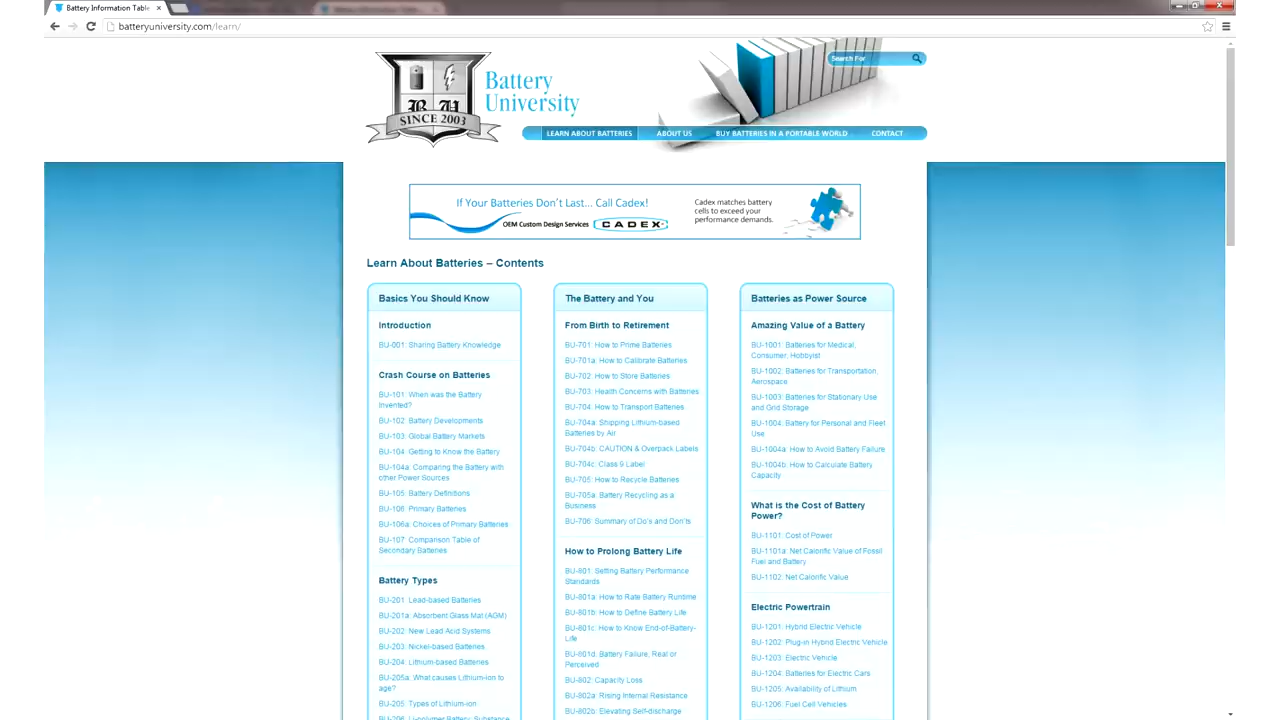 Battery Information Table
batteryuniversity.com/learn/
Battery
University
SINCE 2003
Search For
LEARN ABOUT BATTERIES
ABOUT US
BUY BATTERIES IN A PORTABLE WORLD
CONTACT
If Your Batteries Don't Last... Call Cadex!
OEM Custom Design Services CADEX
Cadex matches battery
cells to exceed your
performance demands.
Learn About Batteries – Contents
Basics You Should Know
Introduction
BU-001: Sharing Battery Knowledge
Crash Course on Batteries
BU-101: When was the Battery
Invented?
BU-102: Battery Developments
BU-103: Global Battery Markets
BU-104: Getting to Know the Battery
BU-104a: Comparing the Battery with
other Power Sources
BU-105: Battery Definitions
BU-106: Primary Batteries
BU-106a: Choices of Primary Batteries
BU-107: Comparison Table of
Secondary Batteries
Battery Types
BU-201: Lead-based Batteries
BU-201a: Absorbent Glass Mat (AGM)
BU-202: New Lead Acid Systems
BU-203: Nickel-based Batteries
BU-204: Lithium-based Batteries
BU-205a: What causes Lithium-ion to
age?
BU-205: Types of Lithium-ion
BU-206: Li-polymer Battery: Substance
The Battery and You
From Birth to Retirement
BU-701: How to Prime Batteries
BU-701a: How to Calibrate Batteries
BU-702: How to Store Batteries
BU-703: Health Concerns with Batteries
BU-704: How to Transport Batteries
BU-704a: Shipping Lithium-based
Batteries by Air
BU-704b: CAUTION & Overpack Labels
BU-704c: Class 9 Label
BU-705: How to Recycle Batteries
BU-705a: Battery Recycling as a
Business
BU-706: Summary of Do's and Don'ts
How to Prolong Battery Life
BU-801: Setting Battery Performance
Standards
BU-801a: How to Rate Battery Runtime
BU-801b: How to Define Battery Life
BU-801c: How to Know End-of-Battery-
Life
BU-801d: Battery Failure, Real or
Perceived
BU-802: Capacity Loss
BU-802a: Rising Internal Resistance
BU-802b: Elevating Self-discharge
Batteries as Power Source
Amazing Value of a Battery
BU-1001: Batteries for Medical,
Consumer, Hobbyist
BU-1002: Batteries for Transportation,
Aerospace
BU-1003: Batteries for Stationary Use
and Grid Storage
BU-1004: Battery for Personal and Fleet
Use
BU-1004a: How to Avoid Battery Failure
BU-1004b: How to Calculate Battery
Capacity
What is the Cost of Battery
Power?
BU-1101: Cost of Power
BU-1101a: Net Calorific Value of Fossil
Fuel and Battery
BU-1102: Net Calorific Value
Electric Powertrain
BU-1201: Hybrid Electric Vehicle
BU-1202: Plug-in Hybrid Electric Vehicle
BU-1203: Electric Vehicle
BU-1204: Batteries for Electric Cars
BU-1205: Availability of Lithium
BU-1206: Fuel Cell Vehicles